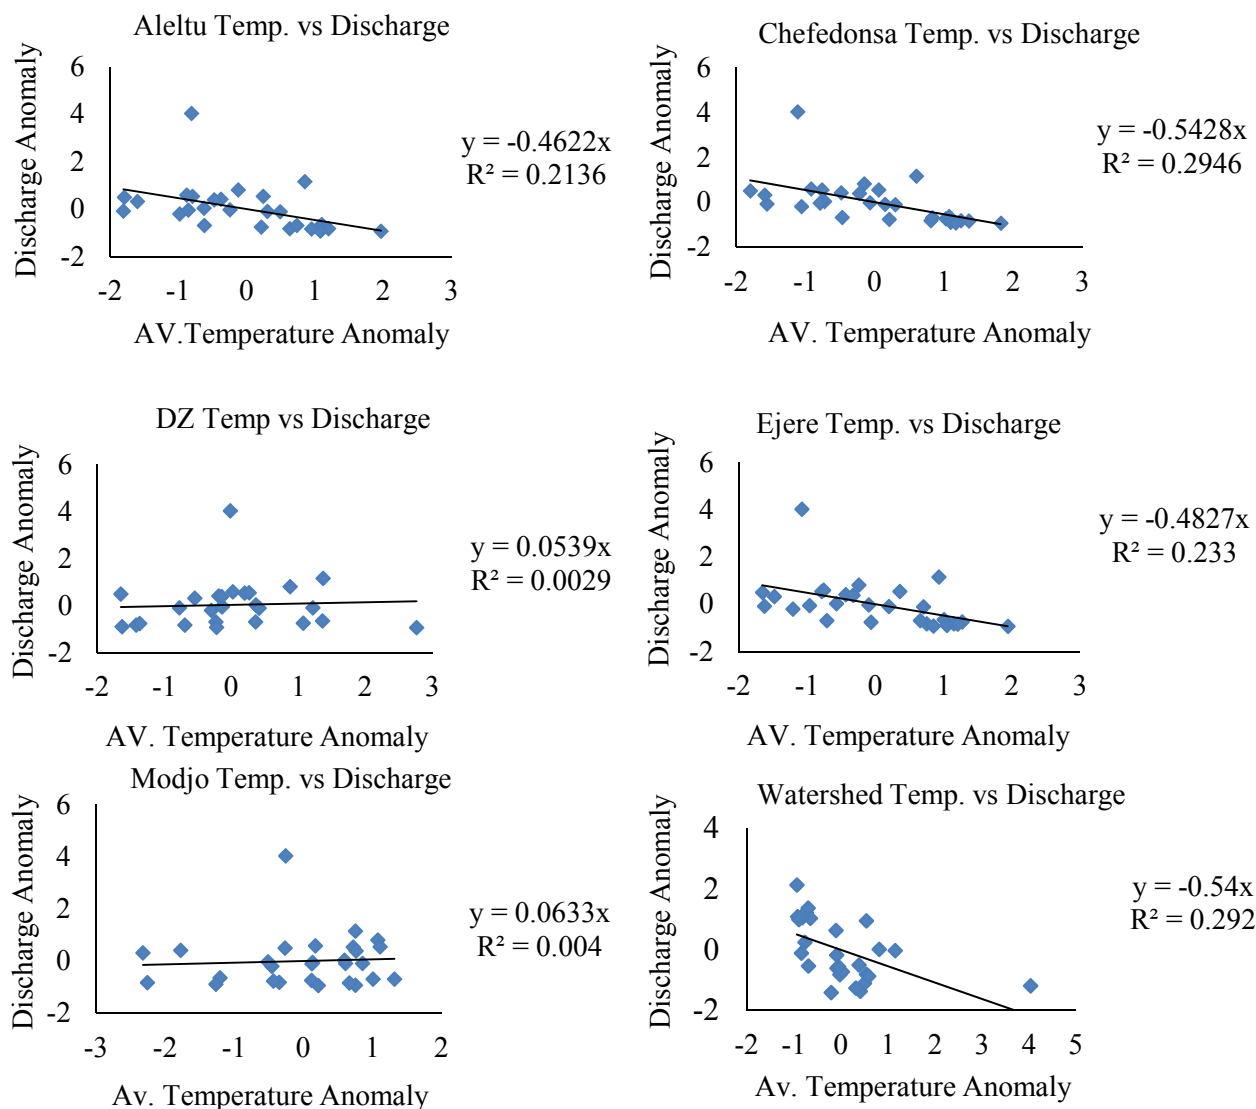 Aleltu Temp. vs Discharge
Discharge Anomaly
6
4
2
0
-2
-2 -1 0 1 2 3
AV.Temperature Anomaly
y = -0.4622x
R² = 0.2136
Chefedonsa Temp. vs Discharge
Discharge Anomaly
6
4
2
0
-2
-2 -1 0 1 2 3
AV. Temperature Anomaly
y = -0.5428x
R² = 0.2946
DZ Temp vs Discharge
Discharge Anomaly
6
4
2
0
-2
-2 -1 0 1 2 3
AV. Temperature Anomaly
y = 0.0539x
R² = 0.0029
Ejere Temp. vs Discharge
Discharge Anomaly
6
4
2
0
-2
-2 -1 0 1 2 3
AV. Temperature Anomaly
y = -0.4827x
R² = 0.233
Modjo Temp. vs Discharge
Discharge Anomaly
6
4
2
0
-2
-3 -2 -1 0 1 2
Av. Temperature Anomaly
y = 0.0633x
R² = 0.004
Watershed Temp. vs Discharge
Discharge Anomaly
4
2
0
-2
-2 -1 0 1 2 3 4 5
Av. Temperature Anomaly
y = -0.54x
R² = 0.292